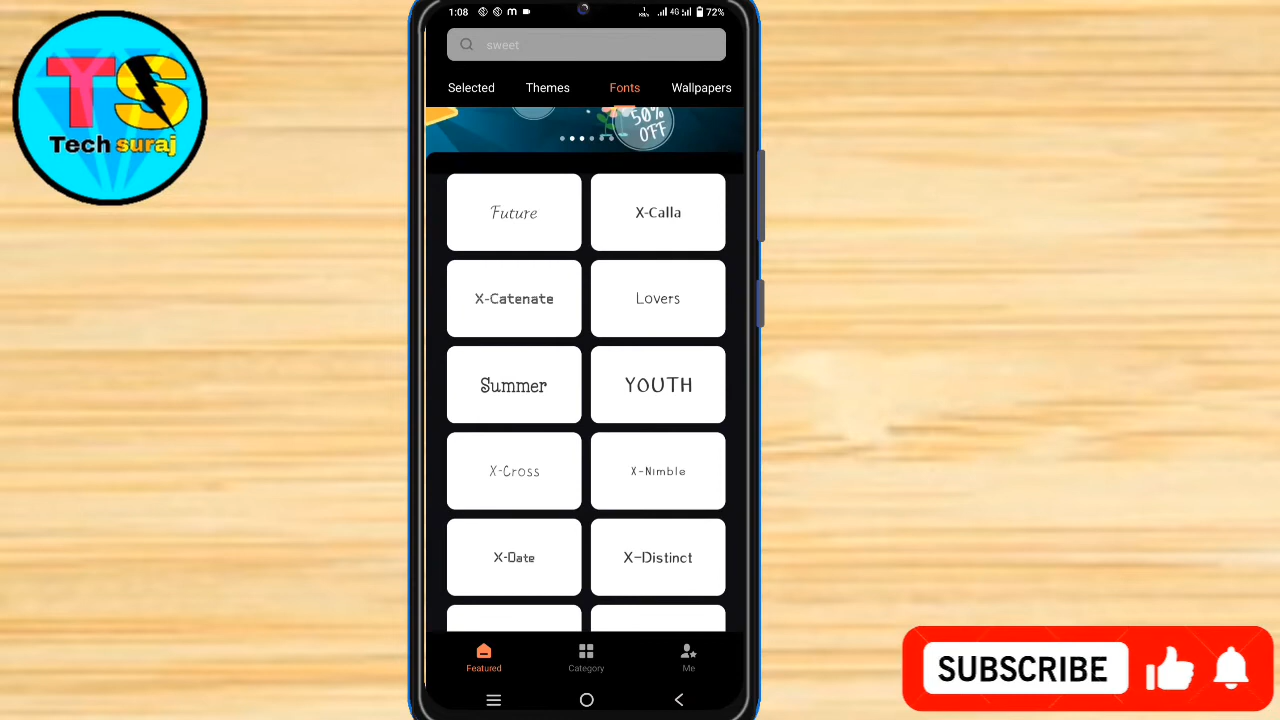 TS
Tech suraj
1:08
4G
72%
sweet
Selected Themes Fonts Wallpapers
50%
OFF
Future X-Calla
X-Catenate Lovers
Summer YOUTH
X-Cross X-Nimble
X-Date X-Distinct
Featured Category Me
SUBSCRIBE